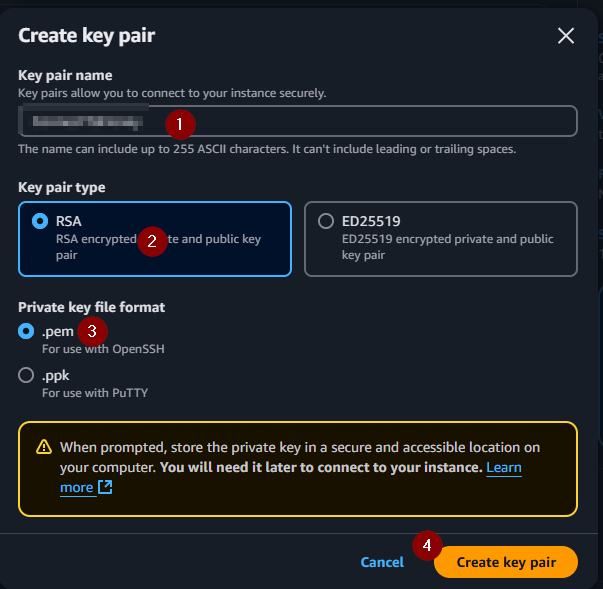 Create key pair
Key pair name
Key pairs allow you to connect to your instance securely.
1
The name can include up to 255 ASCII characters. It can't include leading or trailing spaces.
Key pair type
RSA
RSA encrypted 2 te and public key
pair
ED25519
ED25519 encrypted private and public
key pair
Private key file format
.pem 3
For use with OpenSSH
.ppk
For use with PuTTY
When prompted, store the private key in a secure and accessible location on
your computer. You will need it later to connect to your instance. Learn
more
4
Cancel
Create key pair